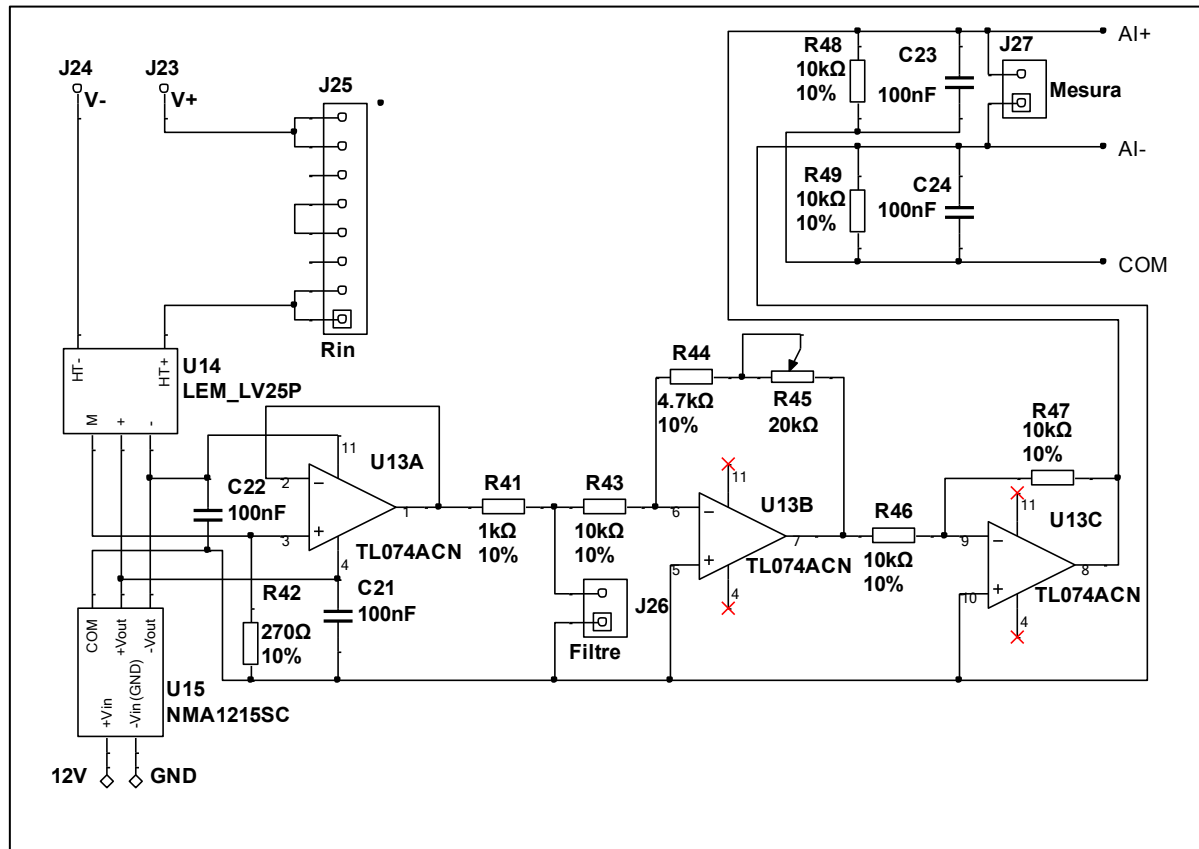 J24
V-
J23
V+
J25
Rin
HT-
HT+
M
+
-
U14
LEM_LV25P
R48
10kΩ
10%
C23
100nF
J27
Mesura
AI+
R49
10kΩ
10%
C24
100nF
AI-
COM
R44
4.7kΩ
10%
R45
20kΩ
R47
10kΩ
10%
C22
100nF
2
3
11
4
1
U13A
TL074ACN
R41
1kΩ
10%
R43
10kΩ
10%
6
5
11
4
7
U13B
TL074ACN
R46
10kΩ
10%
9
10
11
4
8
U13C
TL074ACN
R42
270Ω
10%
C21
100nF
J26
Filtre
COM
+Vout
-Vout
+Vin
-Vin(GND)
U15
NMA1215SC
12V
GND